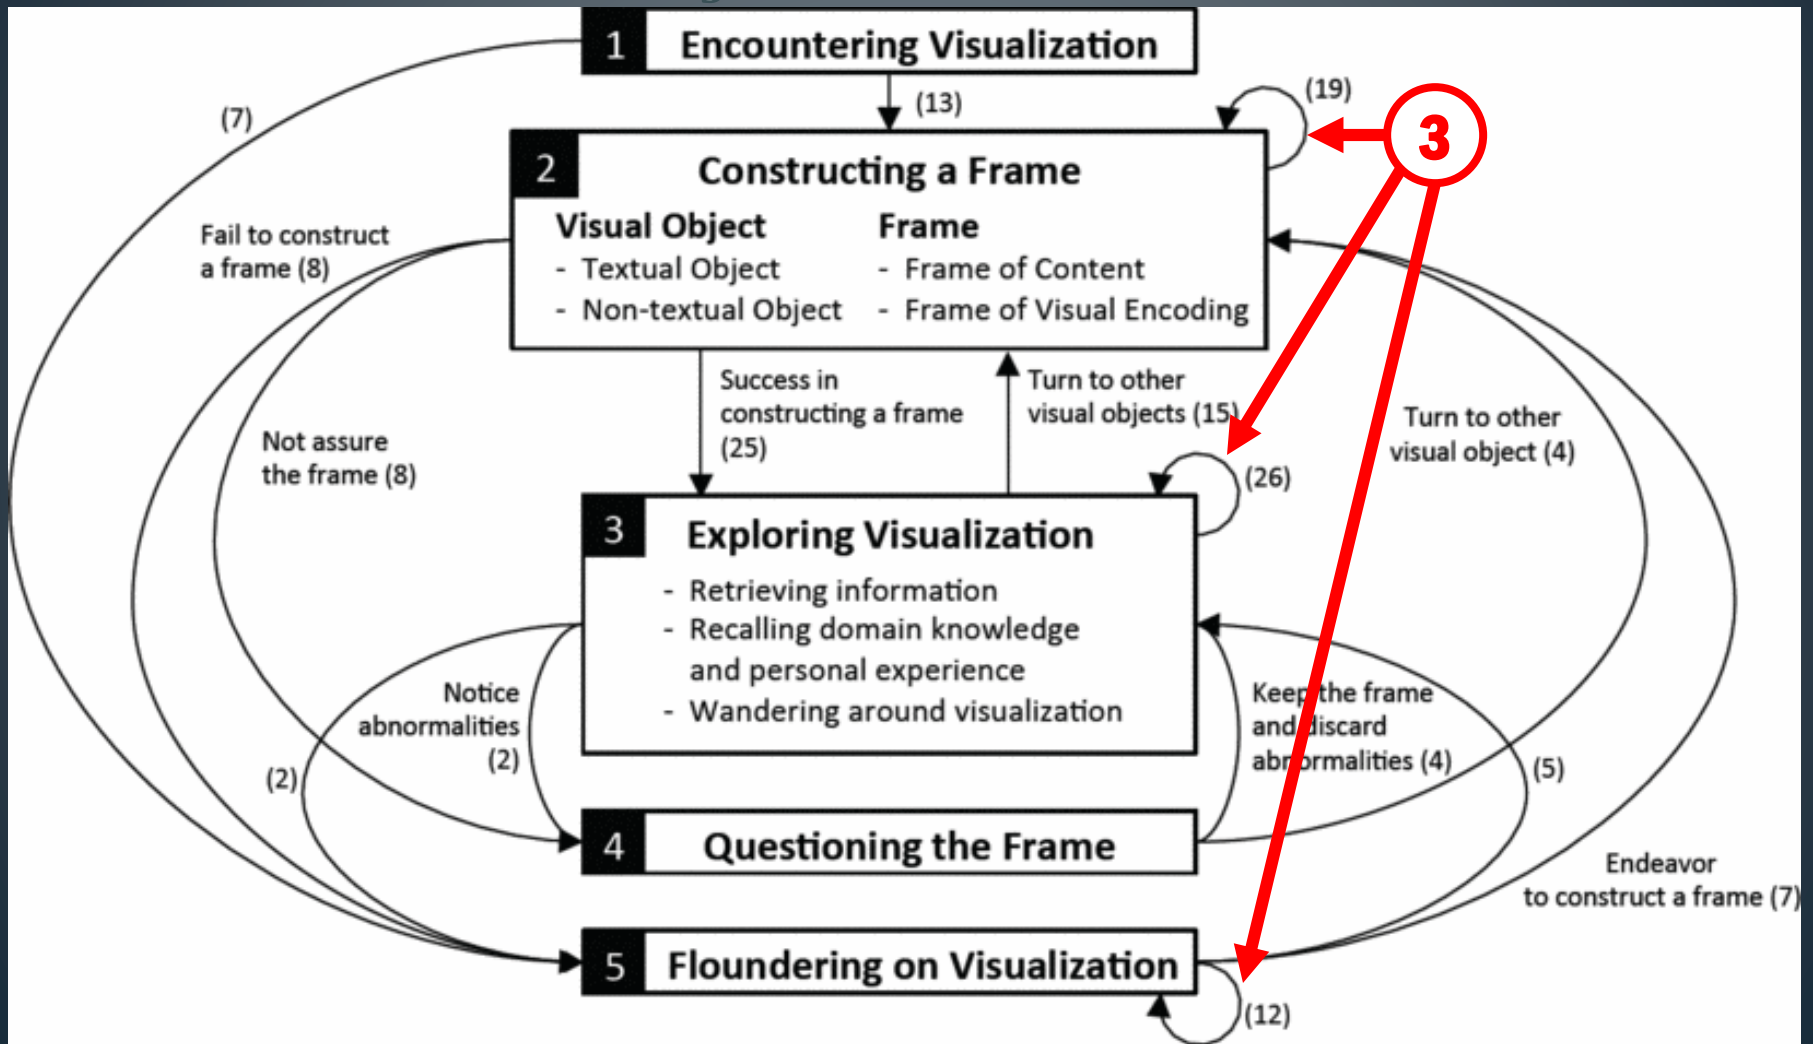 1 Encountering Visualization
(7)
(13)
(19)
3
2 Constructing a Frame
Visual Object
- Textual Object
- Non-textual Object
Frame
- Frame of Content
- Frame of Visual Encoding
Fail to construct
a frame (8)
Not assure
the frame (8)
Success in
constructing a frame
(25)
Turn to other
visual objects (15)
(26)
Turn to other
visual object (4)
3 Exploring Visualization
- Retrieving information
- Recalling domain knowledge
and personal experience
- Wandering around visualization
Notice
abnormalities
(2)
(2)
Keep the frame
and discard
abnormalities (4)
(5)
4 Questioning the Frame
Endeavor
to construct a frame (7)
5 Floundering on Visualization
(12)